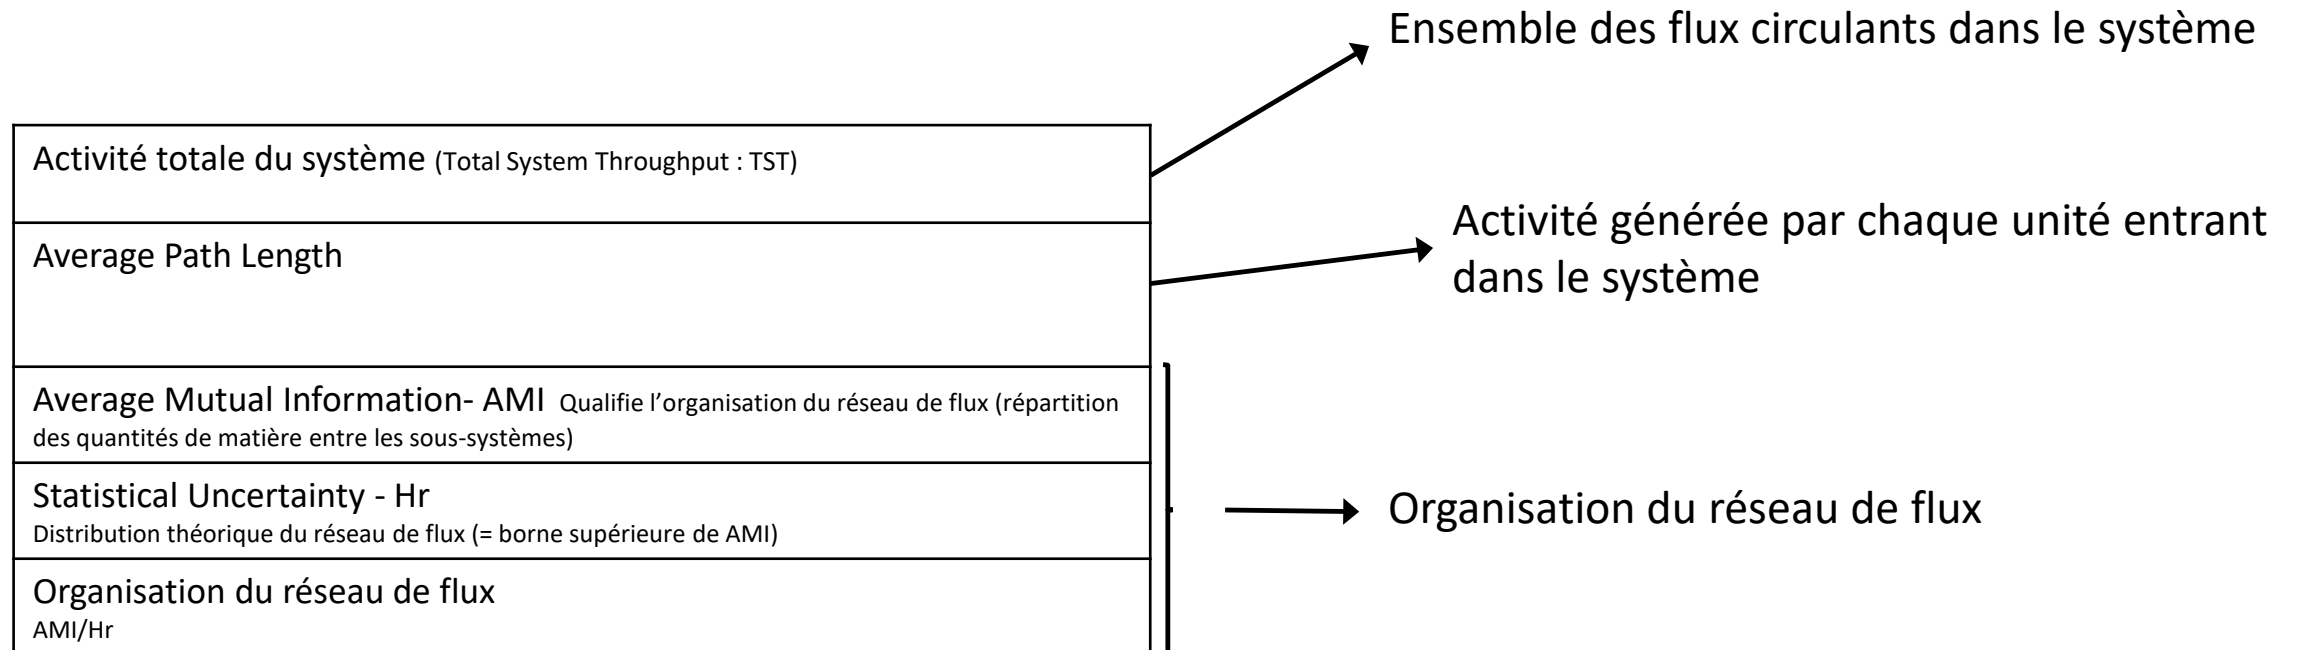 Ensemble des flux circulants dans le système
Activité totale du système (Total System Throughput : TST)
Activité générée par chaque unité entrant
dans le système
Average Path Length
Average Mutual Information- AMI Qualifie l’organisation du réseau de flux (répartition
des quantités de matière entre les sous-systèmes)
Statistical Uncertainty - Hr
Distribution théorique du réseau de flux (= borne supérieure de AMI)
Organisation du réseau de flux
Organisation du réseau de flux
AMI/Hr